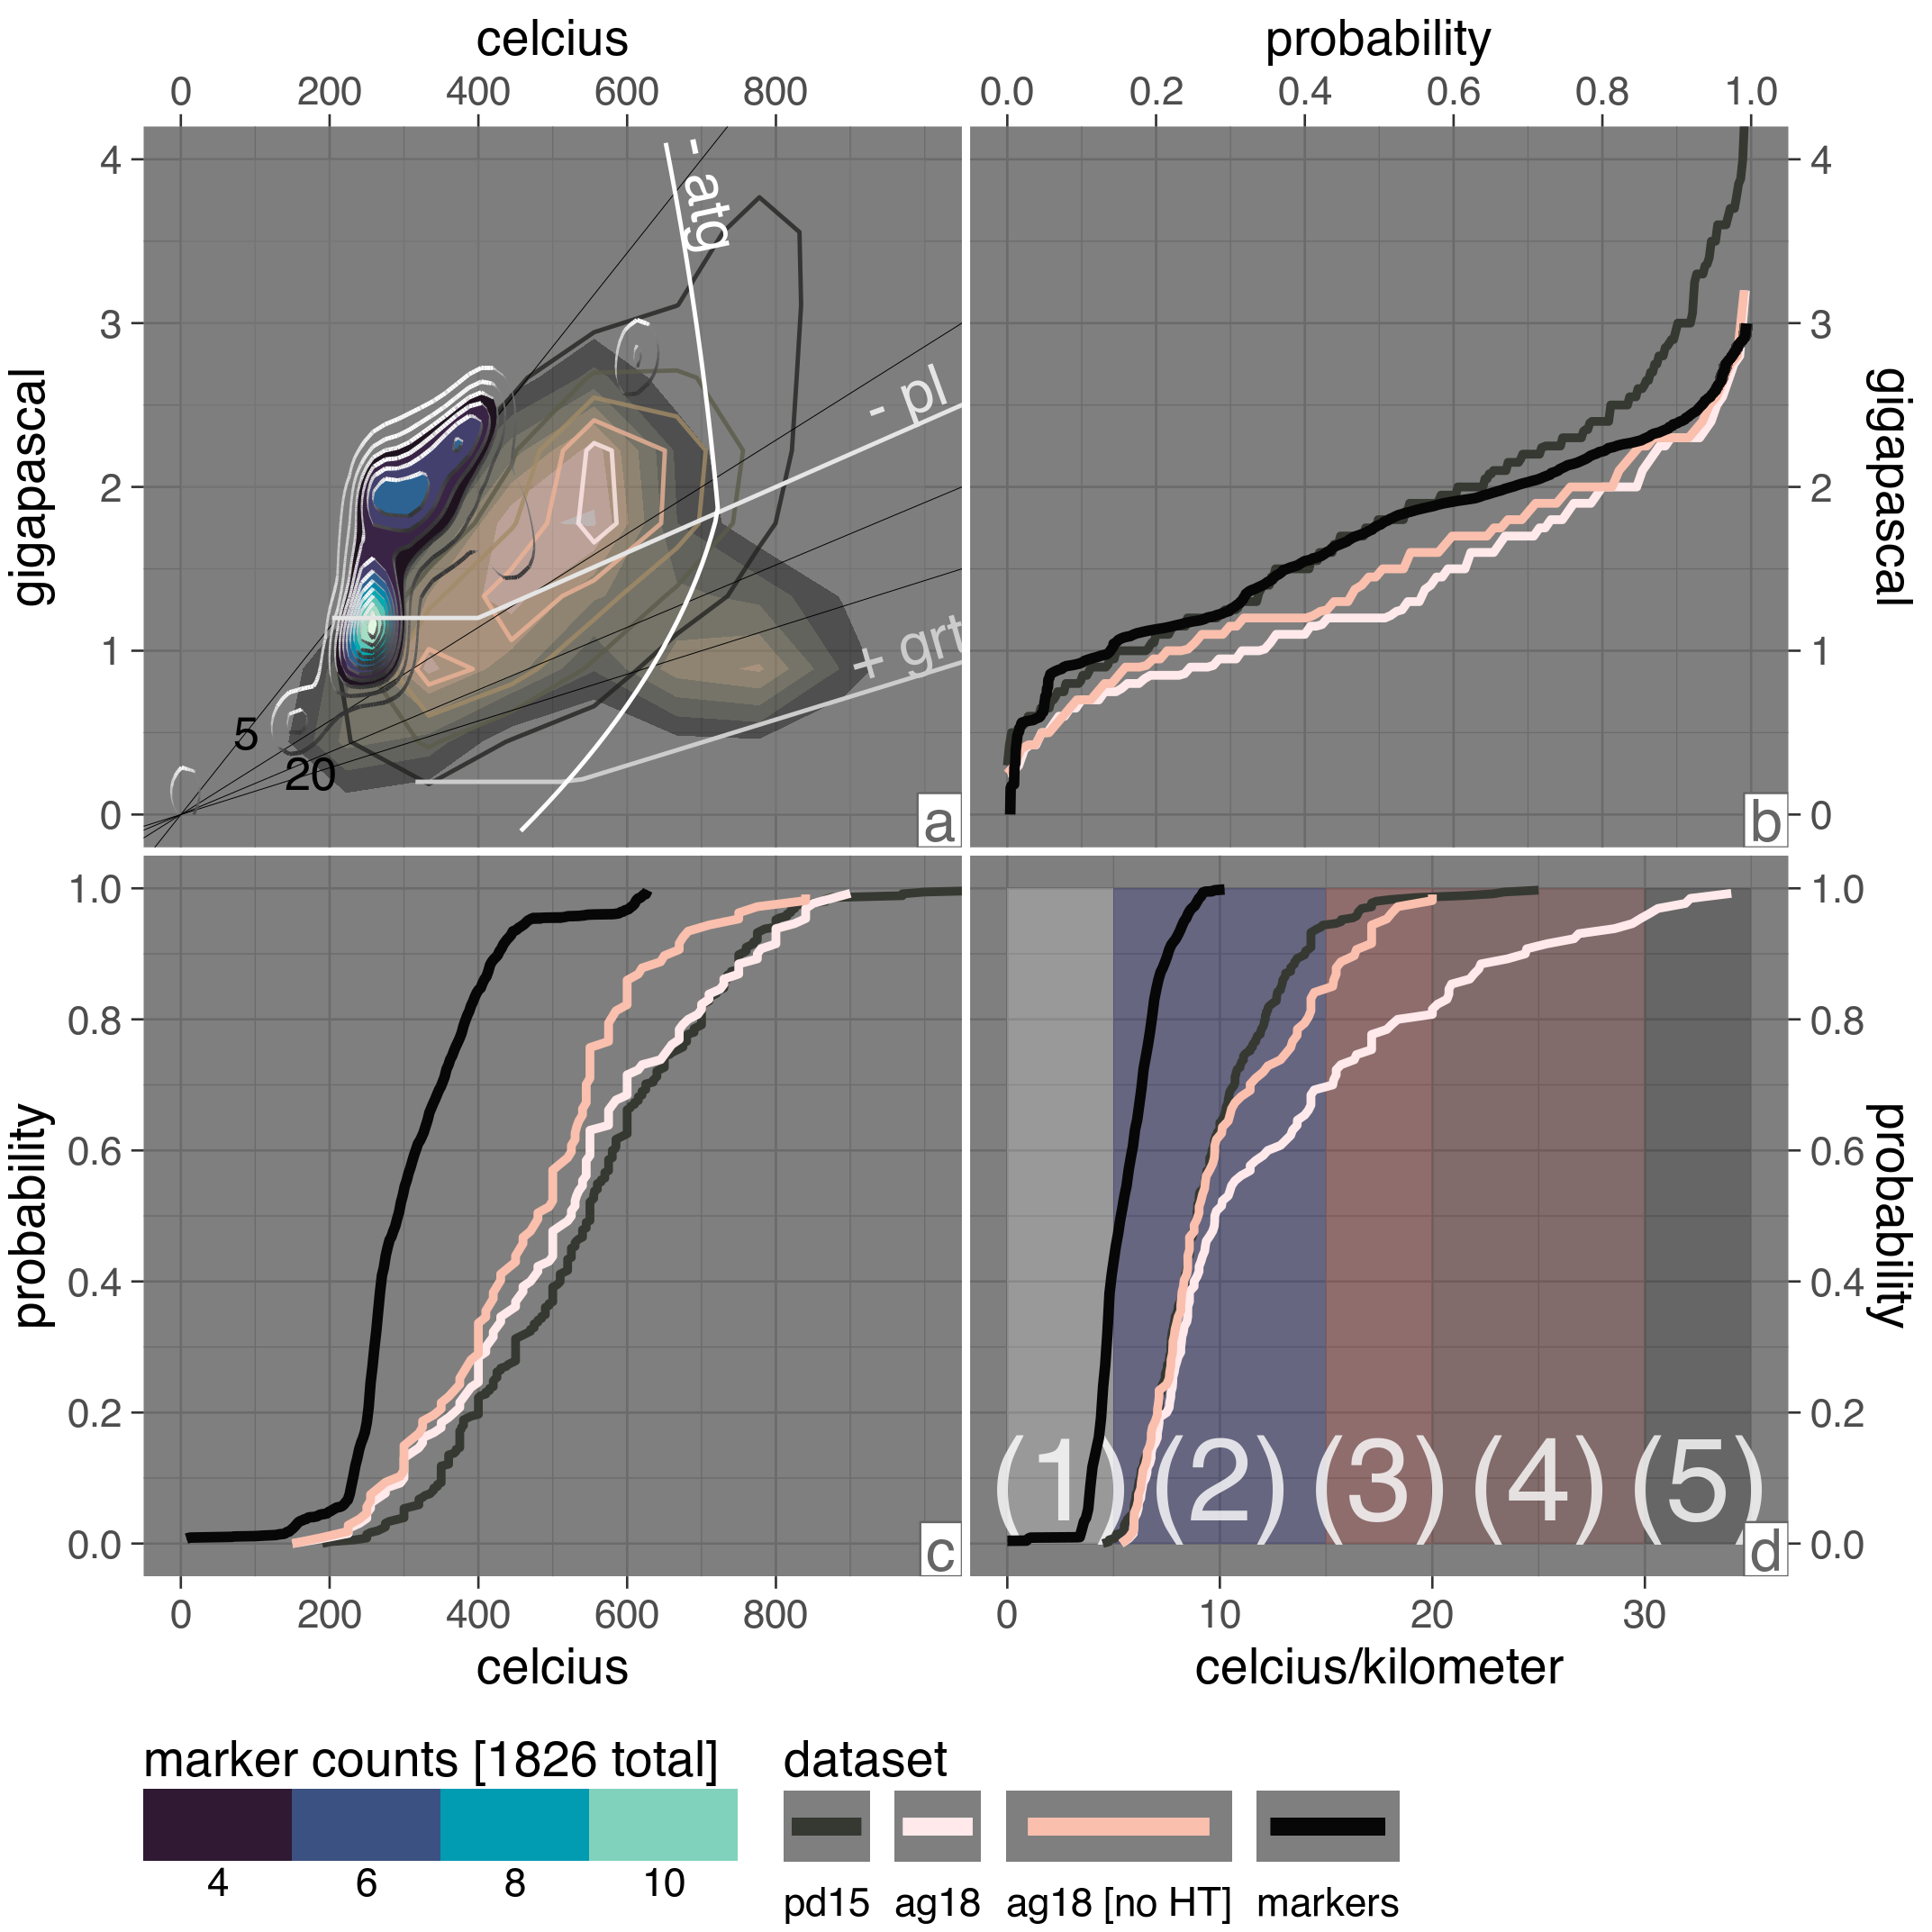 celcius
probability
0 200 400 600 800
0.0 0.2 0.4 0.6 0.8 1.0
gigapascal
4
3
2
1
0
- atg
- pl
+ grt
5
20
a
4
3
2
1
0
gigapascal
b
probability
1.0
0.8
0.6
0.4
0.2
0.0
c
(1) (2) (3) (4) (5)
1.0
0.8
0.6
0.4
0.2
0.0
probability
d
0 200 400 600 800
0 10 20 30
celcius
celcius/kilometer
marker counts [1826 total]
4 6 8 10
dataset
pd15 ag18 ag18 [no HT] markers